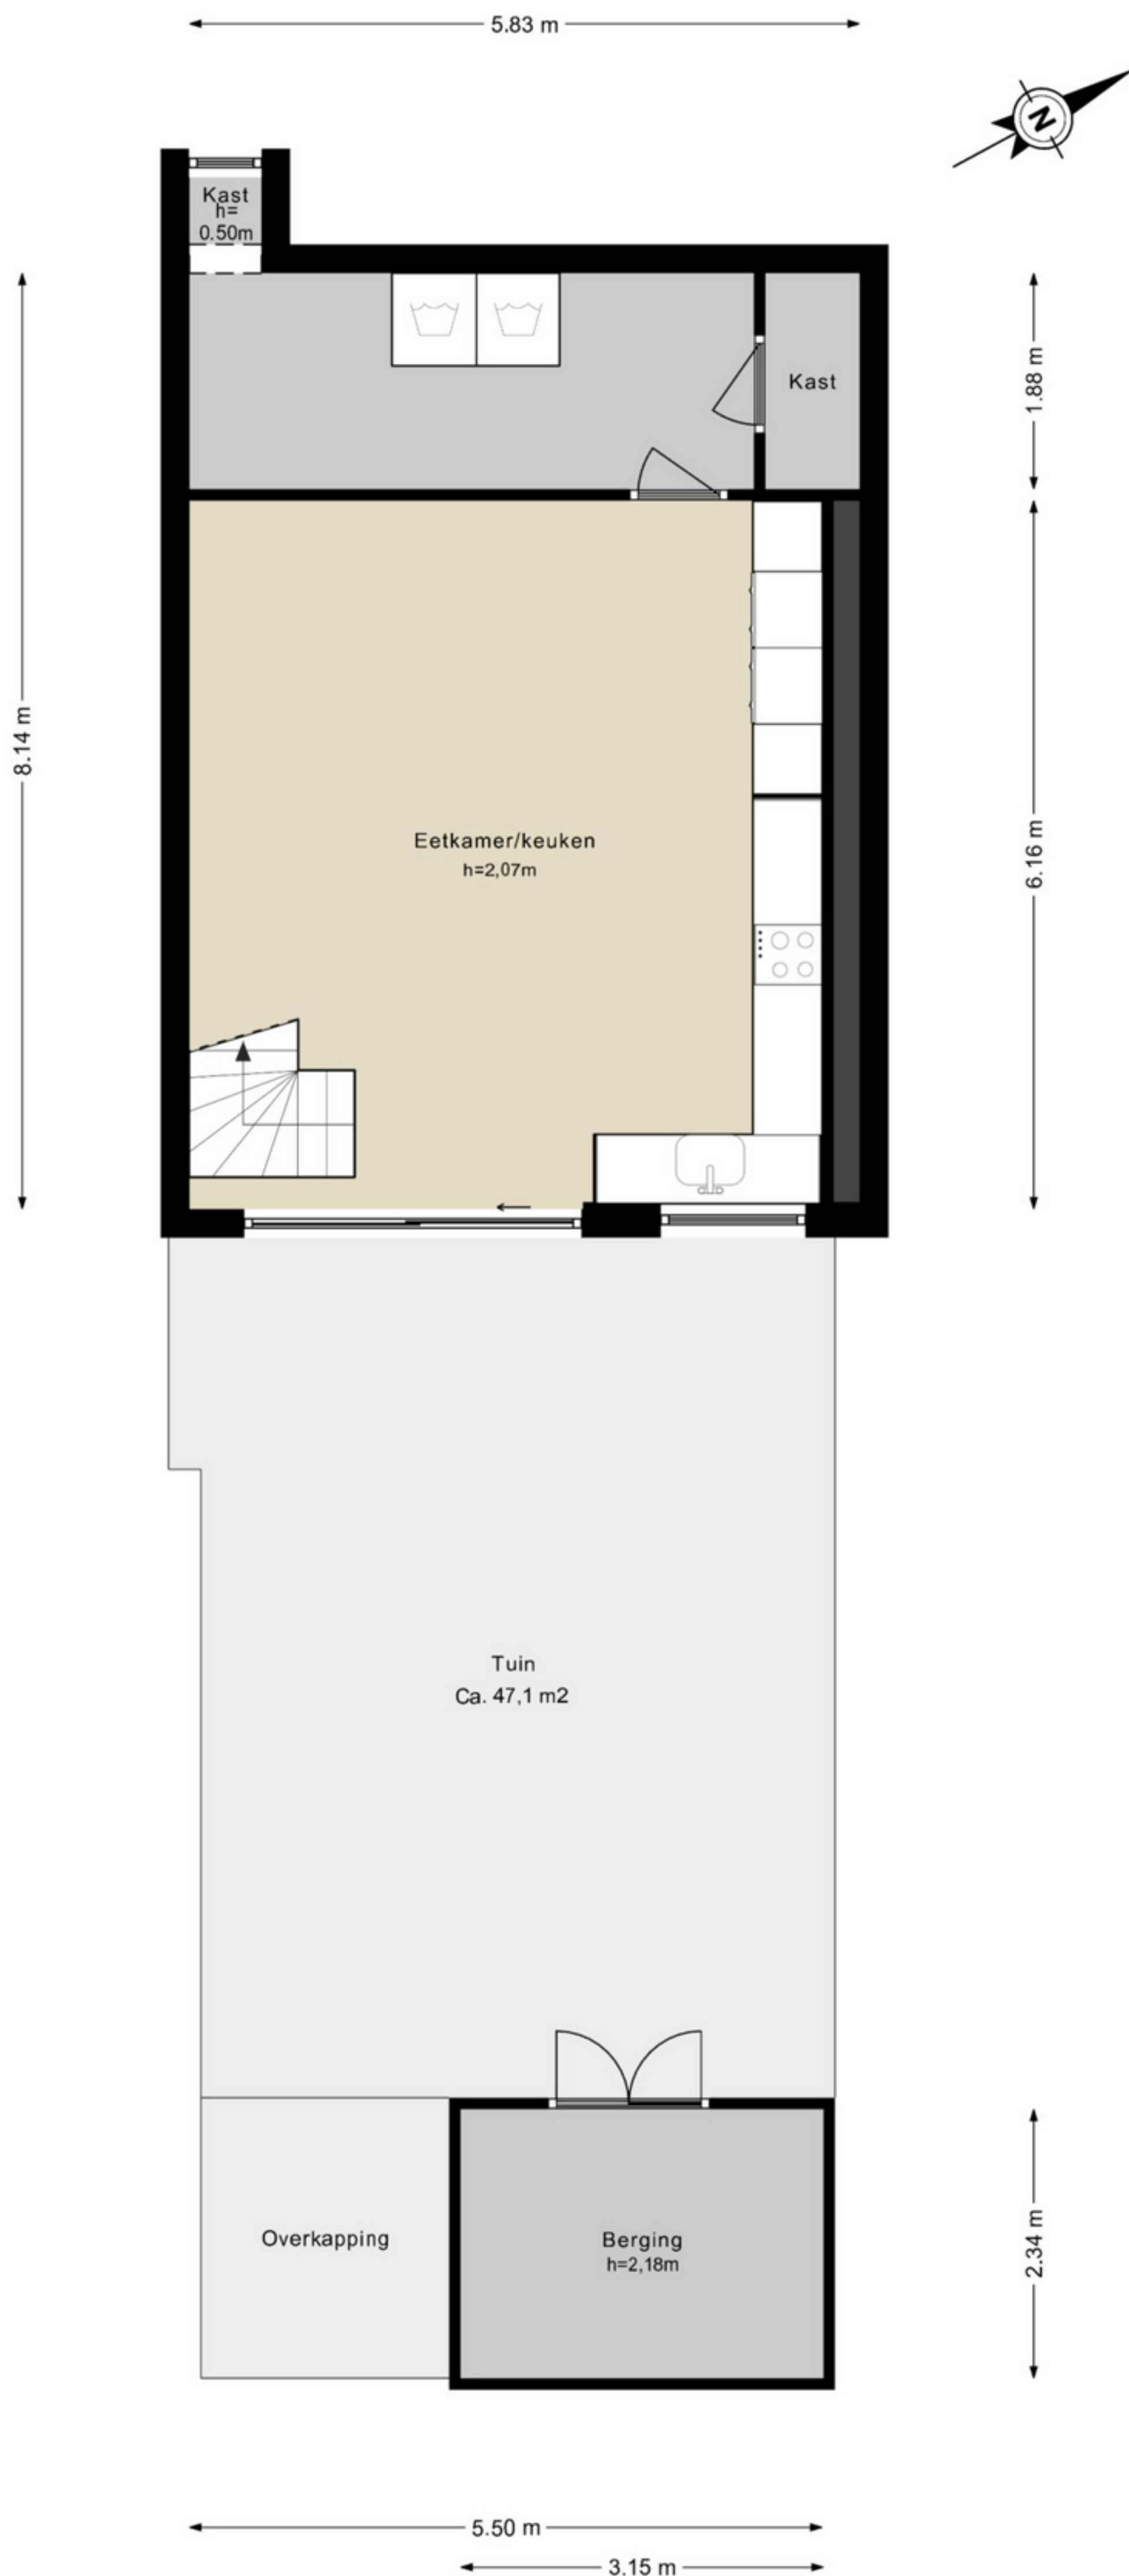 5.83 m
N
Kast
h=
0.50m
Kast
1.88 m
8.14 m
Eetkamer/keuken
h=2,07m
6.16 m
Tuin
Ca. 47,1 m2
Overkapping
Berging
h=2,18m
2.34 m
5.50 m
3.15 m